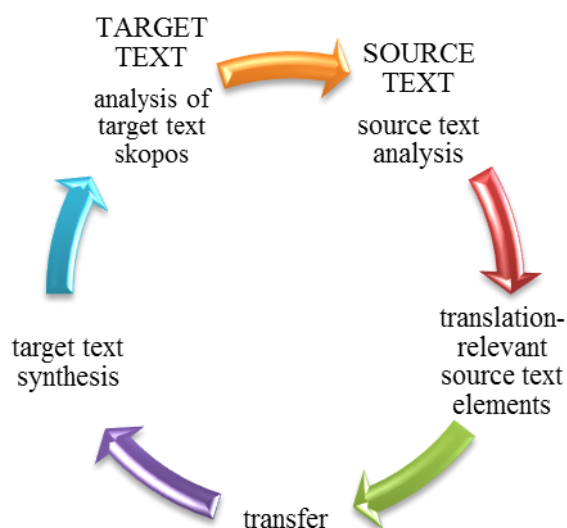 TARGET
TEXT
analysis of
target text
skopos
SOURCE
TEXT
source text
analysis
translation-
relevant
source text
elements
transfer
target text
synthesis